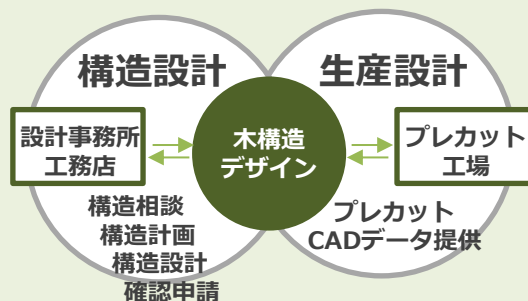 構造設計
生産設計
設計事務所
工務店
木構造
デザイン
プレカット
工場
構造相談
構造計画
構造設計
確認申請
プレカット
CADデータ提供